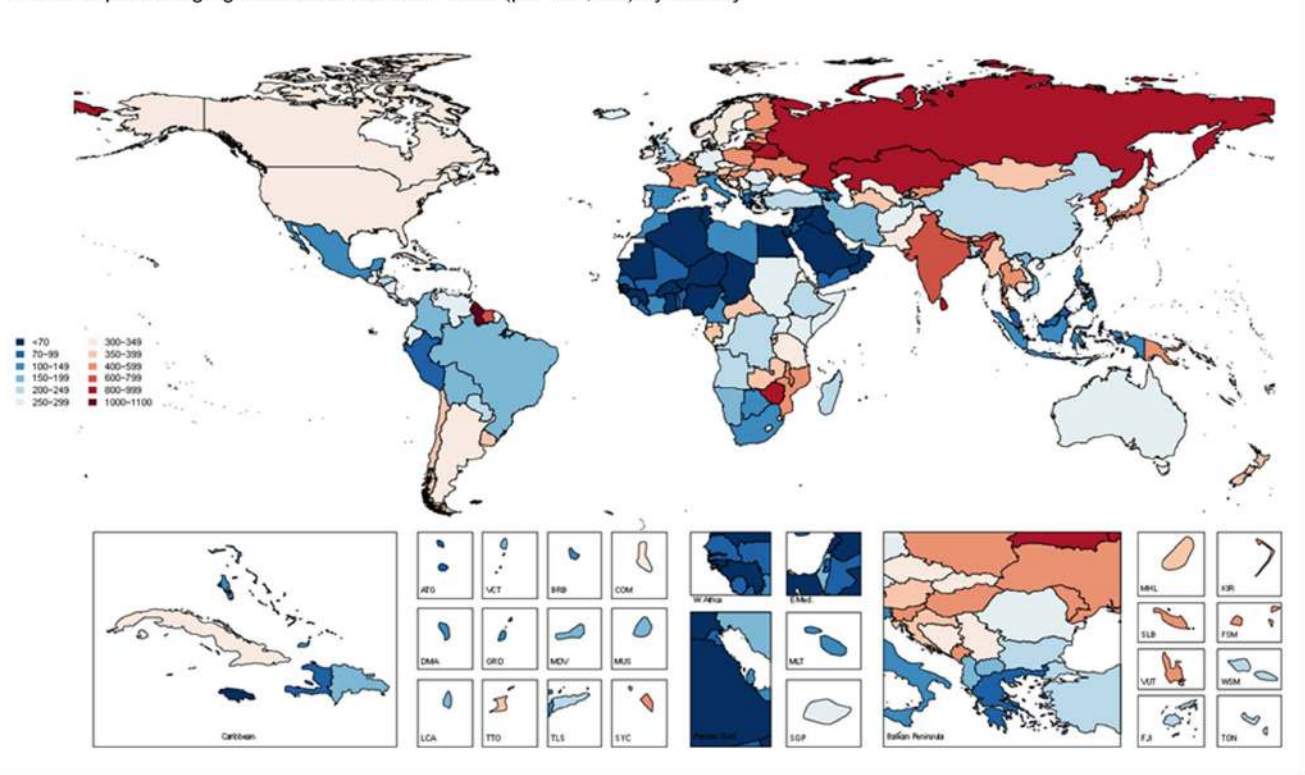 <70
70-99
100-149
150-199
200-249
250-299
300-349
350-399
400-599
600-799
800-999
1000-1100
ATG
VCT
BRB
COM
W Africa
E Med.
MHL
KIR
DMA
GRD
MDV
MUS
MLT
SLB
FSM
LCA
TTO
TLS
SYC
SGP
VUT
WSM
FJI
TON
Caribbean
Persian Gulf
Balkan Peninsula